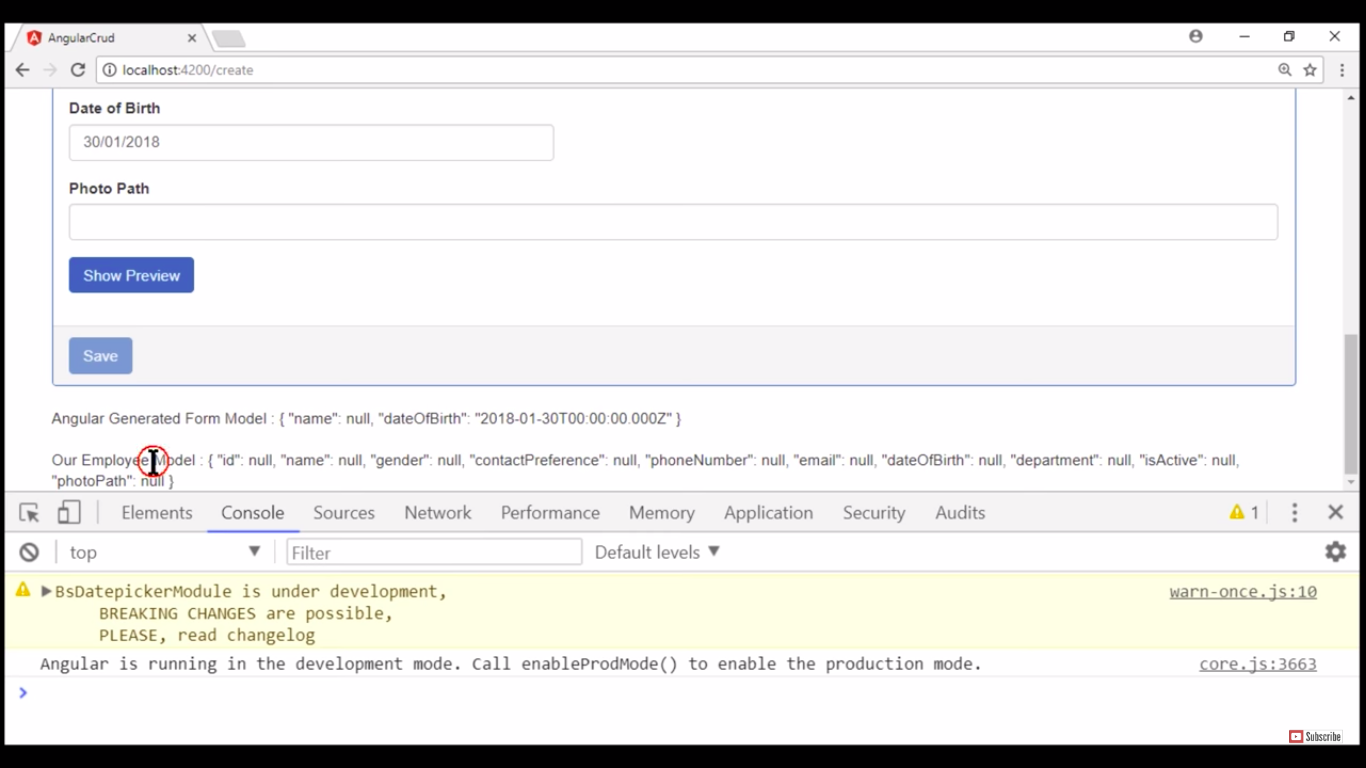 AngularCrud
localhost:4200/create
Date of Birth
30/01/2018
Photo Path
Show Preview
Save
Angular Generated Form Model : { "name": null, "dateOfBirth": "2018-01-30T00:00:00.000Z" }
Our Employee Model : { "id": null, "name": null, "gender": null, "contactPreference": null, "phoneNumber": null, "email": null, "dateOfBirth": null, "department": null, "isActive": null,
"photoPath": null }
Elements Console Sources Network Performance Memory Application Security Audits 1
top Filter Default levels
BsDatepickerModule is under development, warn-once.js:10
BREAKING CHANGES are possible,
PLEASE, read changelog
Angular is running in the development mode. Call enableProdMode() to enable the production mode. core.js:3663
Subscribe